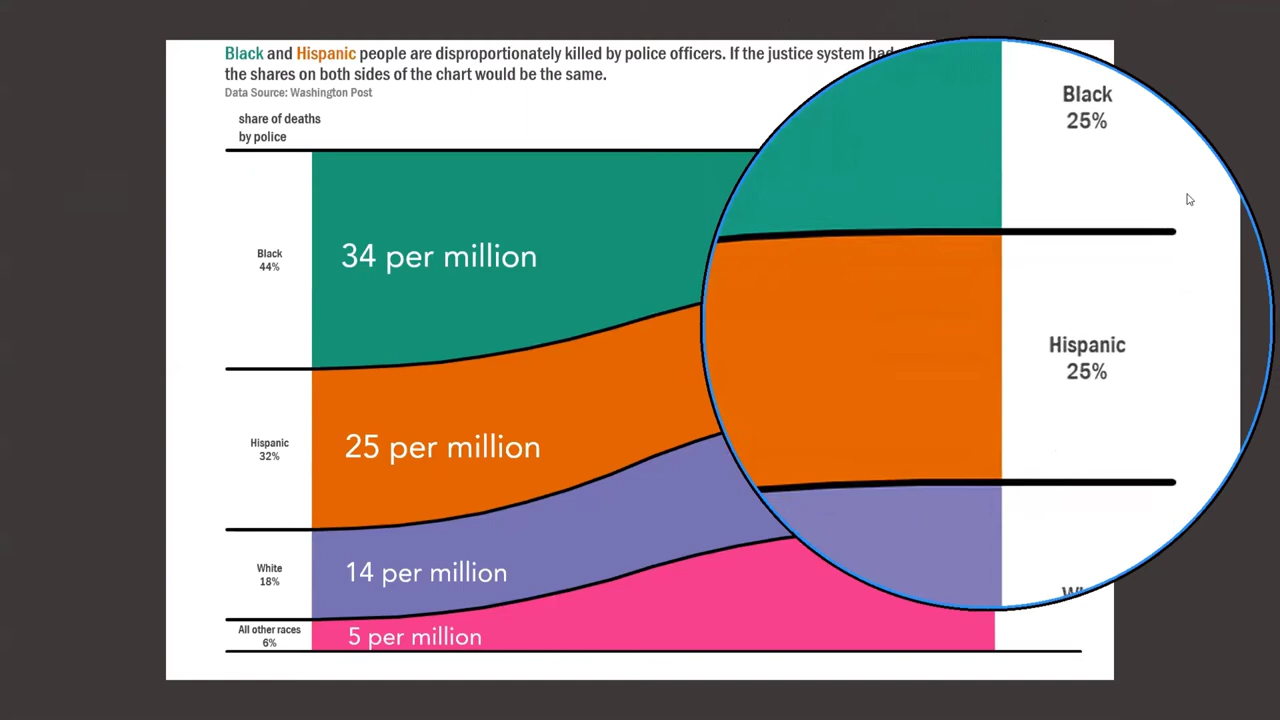 Black and Hispanic people are disproportionately killed by police officers. If the justice system had
the shares on both sides of the chart would be the same.
Data Source: Washington Post
share of deaths
by police
Black
44%
34 per million
Hispanic
32%
25 per million
White
18%
14 per million
All other races
6%
5 per million
Black
25%
Hispanic
25%